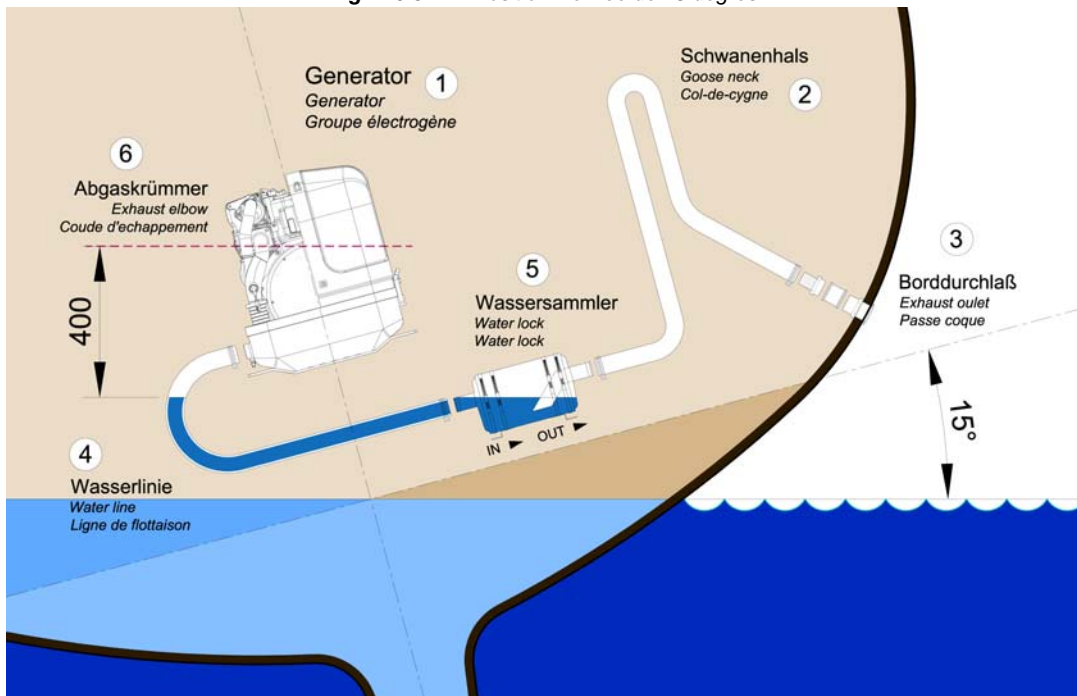 Generator
Generator
Groupe électrogène
1
Schwanenhals
Goose neck
Col-de-cygne
2
6
Abgaskrümmer
Exhaust elbow
Coude d'echappement
3
Borddurchlaß
Exhaust oulet
Passe coque
5
Wassersammler
Water lock
Water lock
400
IN
OUT
15°
4
Wasserlinie
Water line
Ligne de flottaison